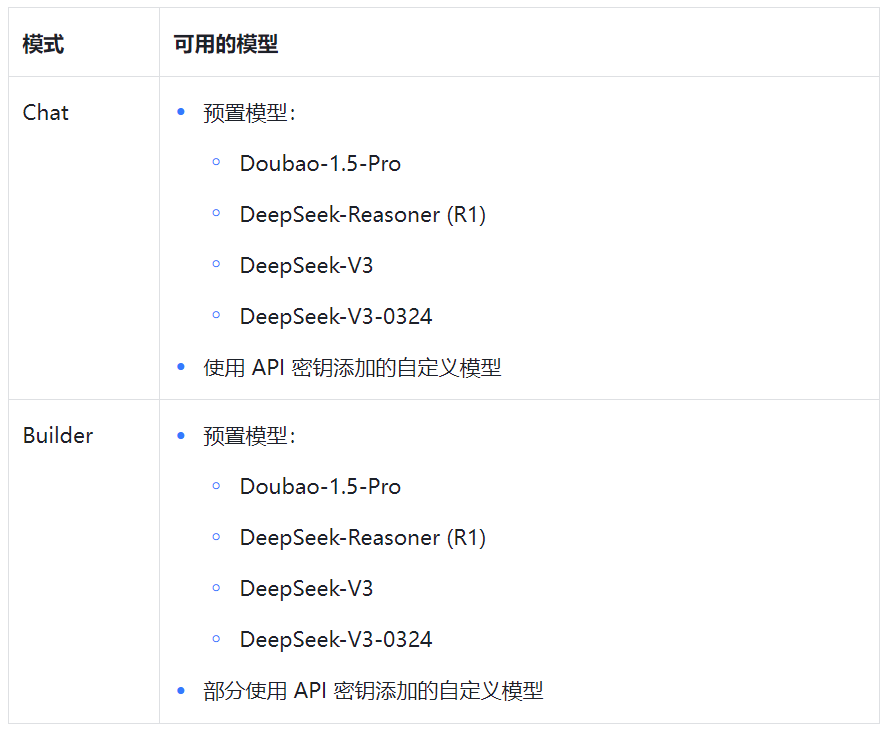 模式
可用的模型
Chat
预置模型：
Doubao-1.5-Pro
DeepSeek-Reasoner (R1)
DeepSeek-V3
DeepSeek-V3-0324
使用 API 密钥添加的自定义模型
Builder
预置模型：
Doubao-1.5-Pro
DeepSeek-Reasoner (R1)
DeepSeek-V3
DeepSeek-V3-0324
部分使用 API 密钥添加的自定义模型